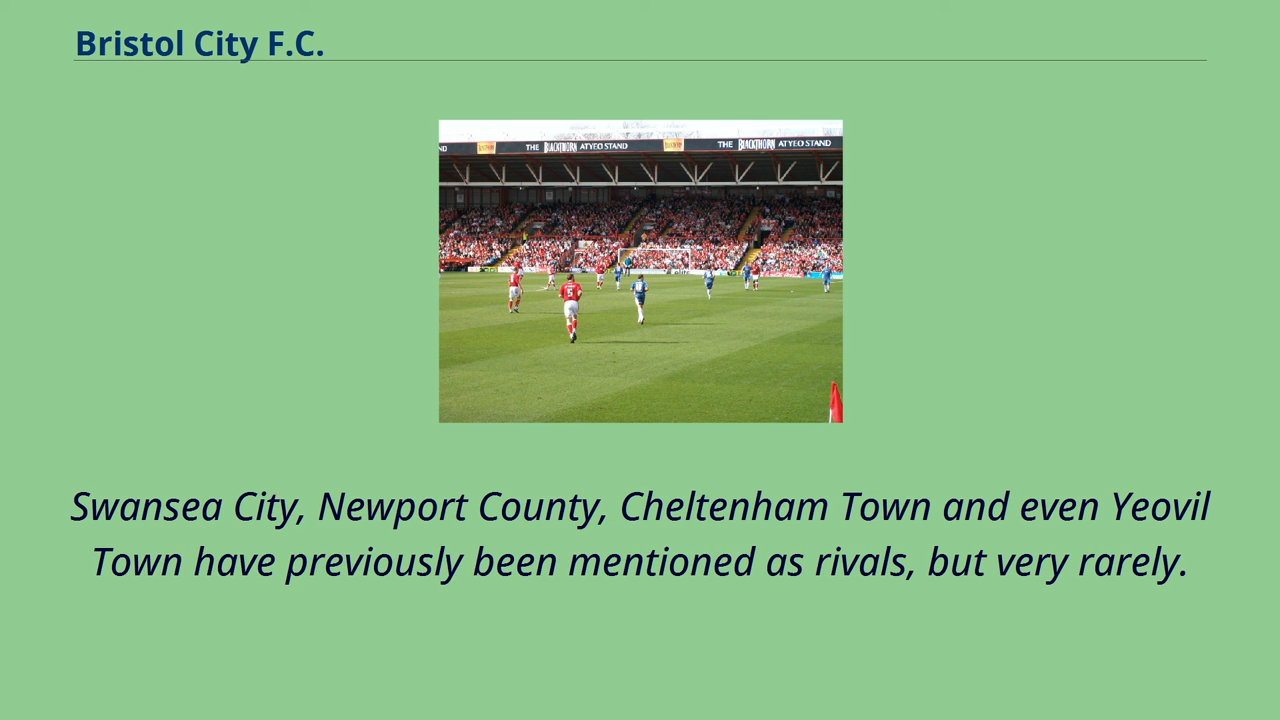 Bristol City F.C.
THE BLACKTHORN ATYEO STAND THE BLACKTHORN ATYEO STAND
5
Swansea City, Newport County, Cheltenham Town and even Yeovil
Town have previously been mentioned as rivals, but very rarely.